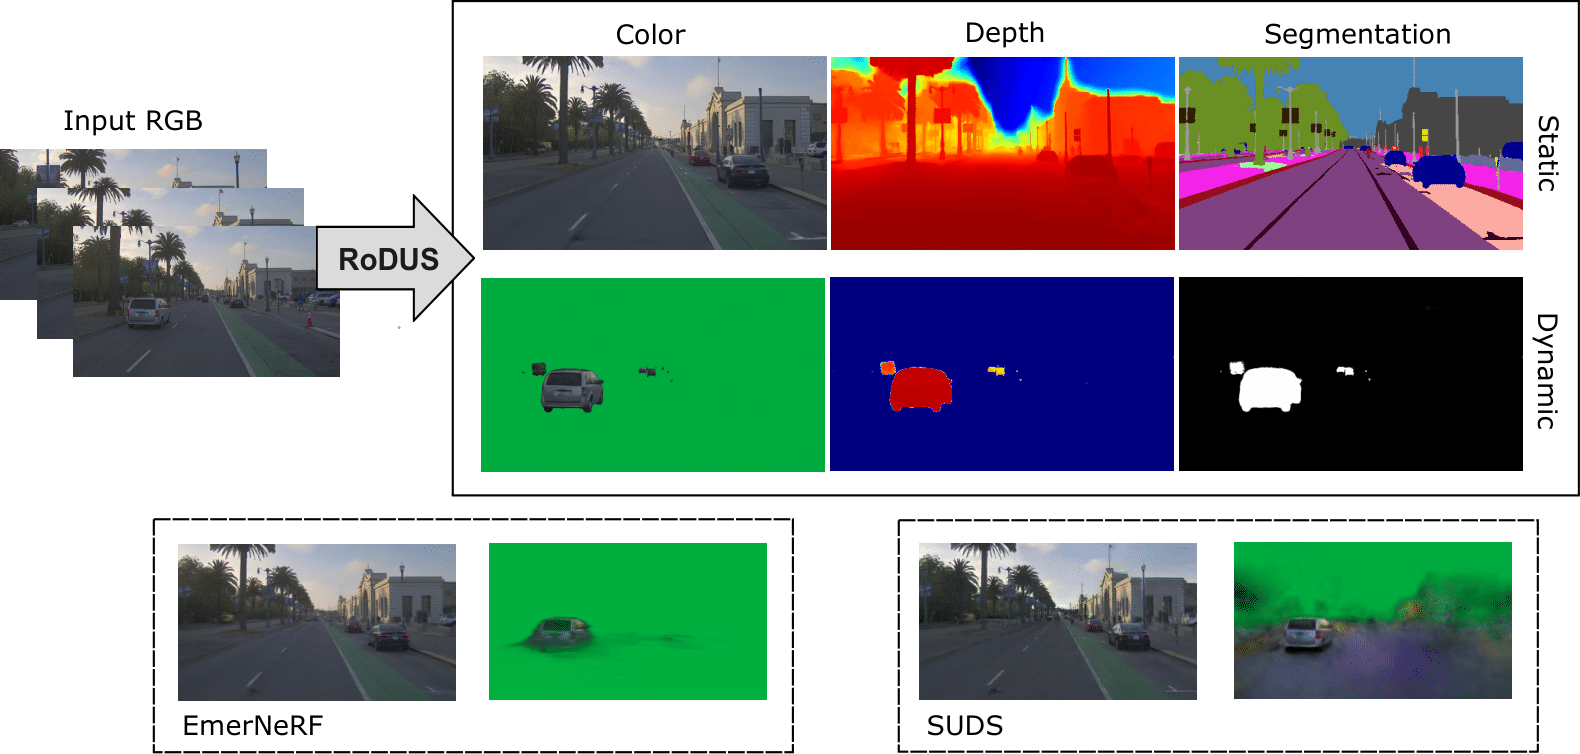 Input RGB
RoDUS
Color
Depth
Segmentation
Static
Dynamic
EmerNeRF
SUDS